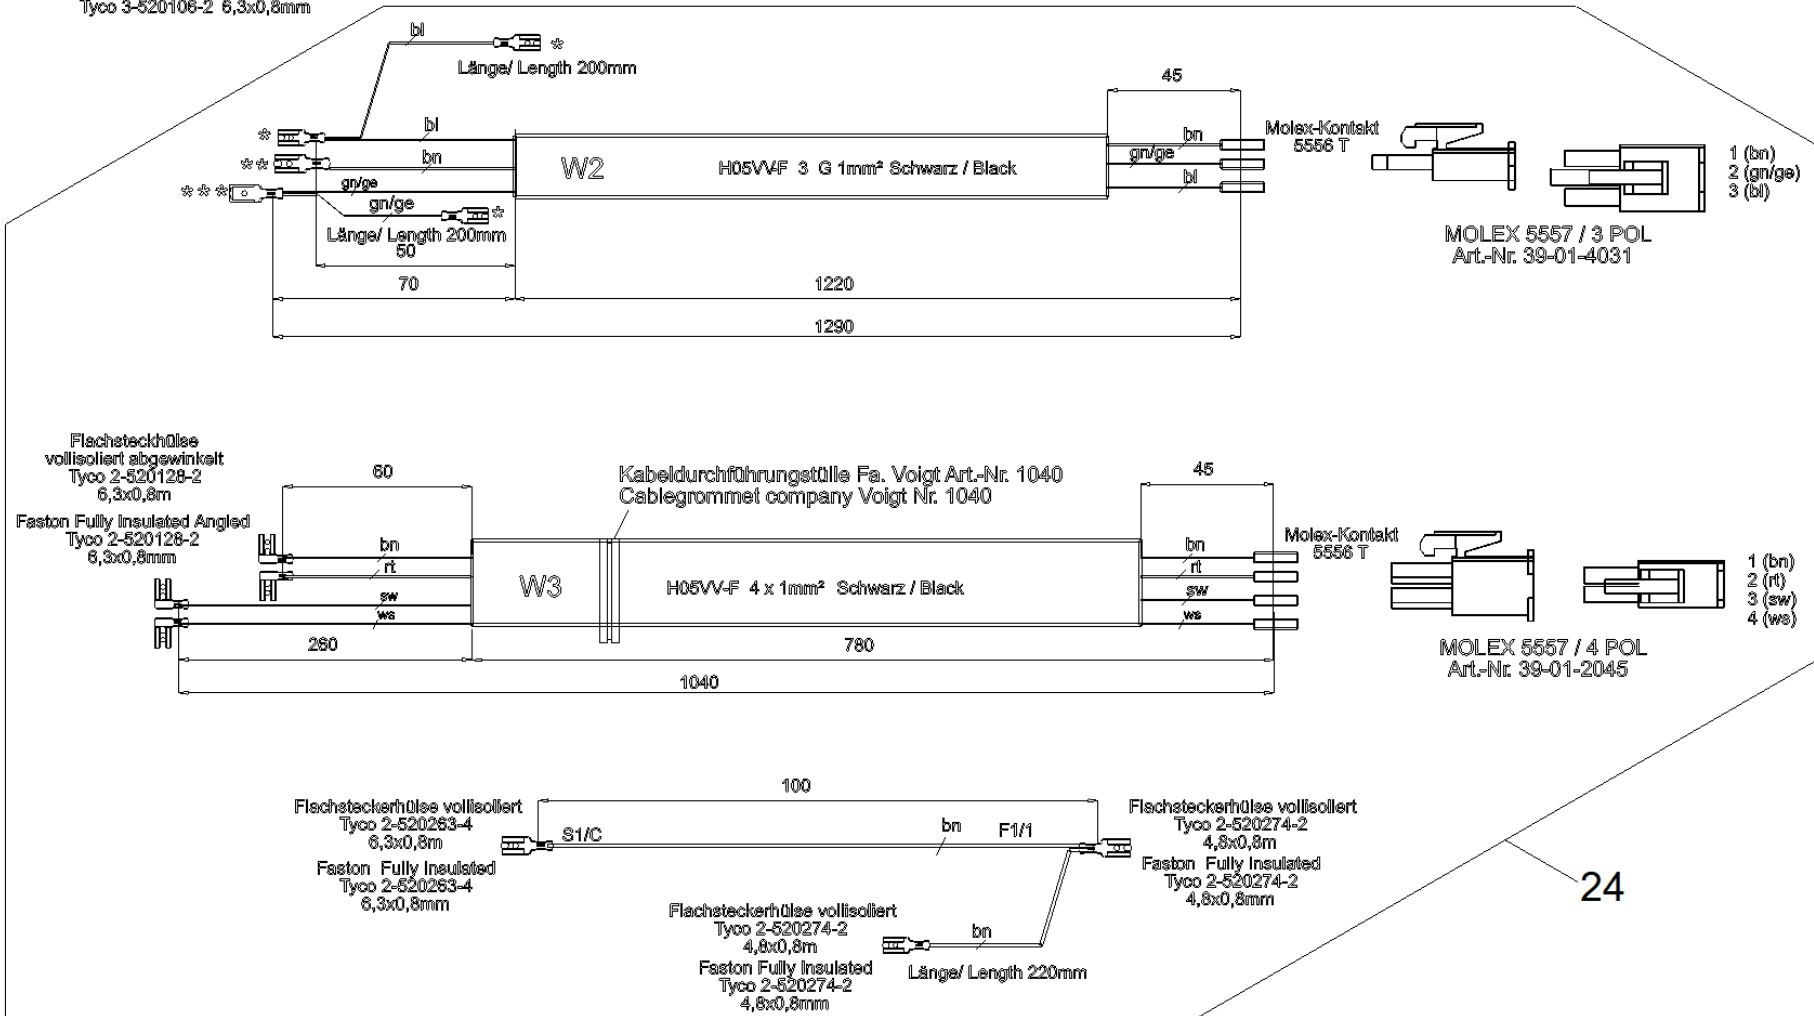 Tyco 3-520106-2 6,3x0,8mm
bl
*
Länge/ Length 200mm
45
*
bl
bn
Molex-Kontakt
5556 T
1 (bn)
2 (gn/ge)
3 (bl)
**
bn
W2
H05VV-F 3 G 1mm² Schwarz / Black
gn/ge
***
gn/ge
bl
gn/ge
*
Länge/ Length 200mm
50
MOLEX 5557 / 3 POL
Art.-Nr. 39-01-4031
70
1220
1290
Flachsteckhülse
vollisoliert abgewinkelt
Tyco 2-520128-2
6,3x0,8m
Faston Fully Insulated Angled
Tyco 2-520128-2
6,3x0,8mm
60
Kabeldurchführungstülle Fa. Voigt Art.-Nr. 1040
Cablegrommet company Voigt Nr. 1040
45
Molex-Kontakt
5556 T
bn
rt
sw
ws
W3
H05VV-F 4 x 1mm² Schwarz / Black
bn
rt
sw
ws
1 (bn)
2 (rt)
3 (sw)
4 (ws)
260
780
MOLEX 5557 / 4 POL
Art.-Nr. 39-01-2045
1040
100
Flachsteckerhülse vollisoliert
Tyco 2-520263-4
6,3x0,8m
Faston Fully Insulated
Tyco 2-520263-4
6,3x0,8mm
S1/C
bn
F1/1
Flachsteckerhülse vollisoliert
Tyco 2-520274-2
4,8x0,8m
Faston Fully Insulated
Tyco 2-520274-2
4,8x0,8mm
24
Flachsteckerhülse vollisoliert
Tyco 2-520274-2
4,8x0,8m
Faston Fully Insulated
Tyco 2-520274-2
4,8x0,8mm
bn
Länge/ Length 220mm